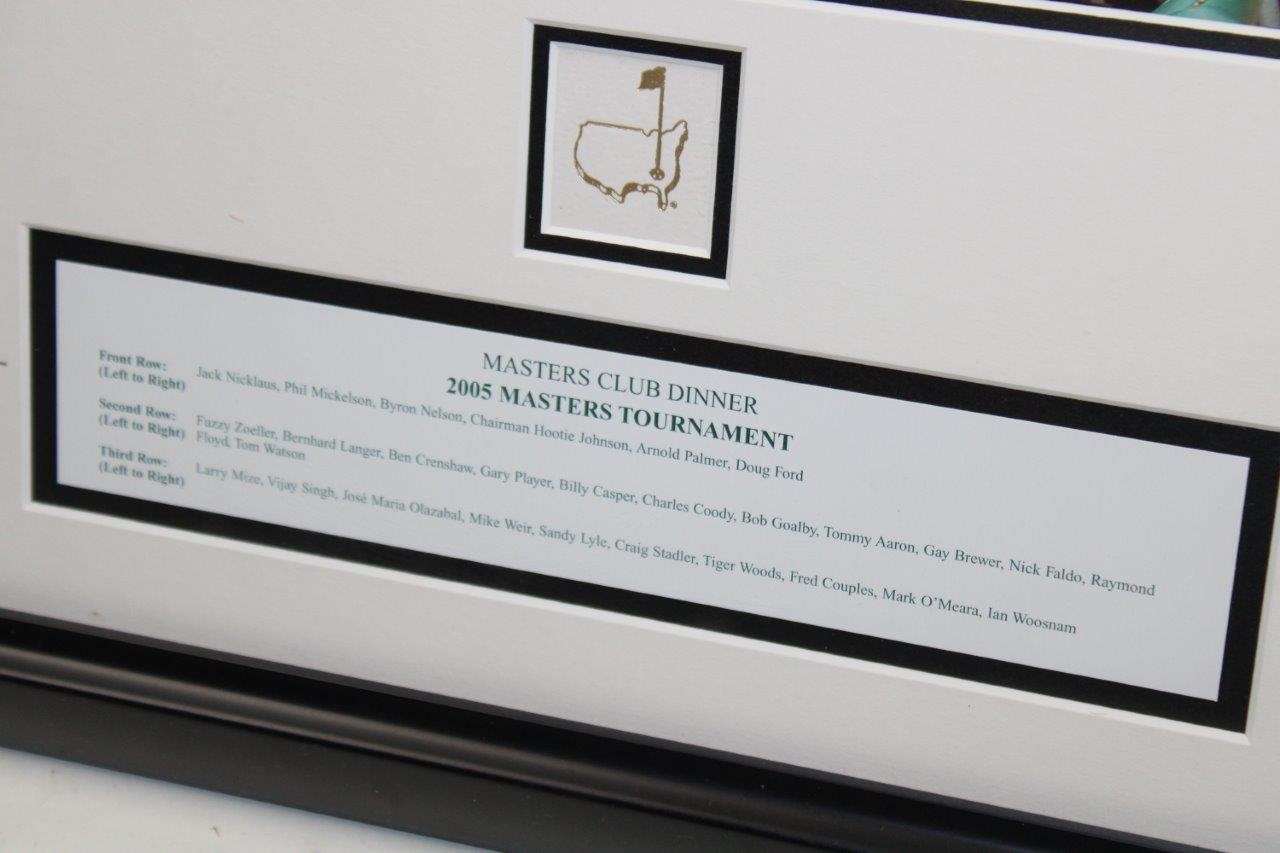 MASTERS CLUB DINNER
2005 MASTERS TOURNAMENT
Front Row:
(Left to Right)
Jack Nicklaus, Phil Mickelson, Byron Nelson, Chairman Hootie Johnson, Arnold Palmer, Doug Ford
Second Row:
(Left to Right)
Fuzzy Zoeller, Bernhard Langer, Ben Crenshaw, Gary Player, Billy Casper, Charles Coody, Bob Goalby, Tommy Aaron, Gay Brewer, Nick Faldo, Raymond
Floyd, Tom Watson
Third Row:
(Left to Right)
Larry Mize, Vijay Singh, José Maria Olazabal, Mike Weir, Sandy Lyle, Craig Stadler, Tiger Woods, Fred Couples, Mark O'Meara, Ian Woosnam